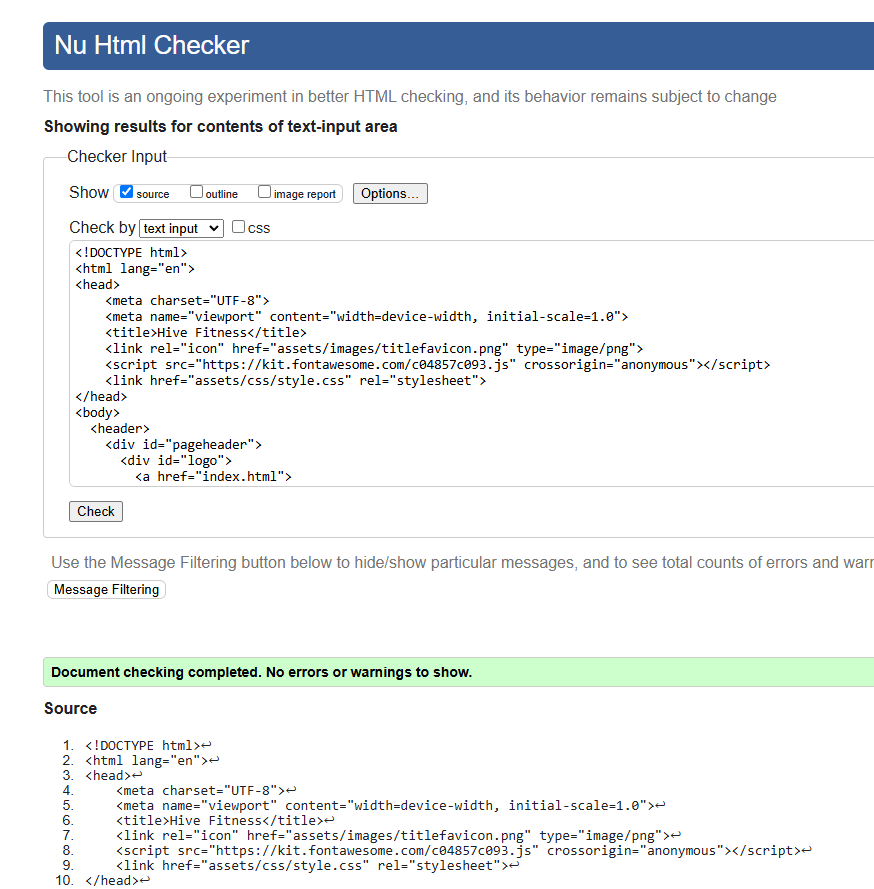 Nu Html Checker
This tool is an ongoing experiment in better HTML checking, and its behavior remains subject to change
Showing results for contents of text-input area
Checker Input
Show source outline image report Options...
Check by text input css
<!DOCTYPE html>
<html lang="en">
<head>
    <meta charset="UTF-8">
    <meta name="viewport" content="width=device-width, initial-scale=1.0">
    <title>Hive Fitness</title>
    <link rel="icon" href="assets/images/titlefavicon.png" type="image/png">
    <script src="https://kit.fontawesome.com/c04857c093.js" crossorigin="anonymous"></script>
    <link href="assets/css/style.css" rel="stylesheet">
</head>
<body>
  <header>
    <div id="pageheader">
      <div id="logo">
        <a href="index.html">
Check
Use the Message Filtering button below to hide/show particular messages, and to see total counts of errors and
Message Filtering
Document checking completed. No errors or warnings to show.
Source
1. <!DOCTYPE html>↩
2. <html lang="en">↩
3. <head>↩
4.     <meta charset="UTF-8">↩
5.     <meta name="viewport" content="width=device-width, initial-scale=1.0">↩
6.     <title>Hive Fitness</title>↩
7.     <link rel="icon" href="assets/images/titlefavicon.png" type="image/png">↩
8.     <script src="https://kit.fontawesome.com/c04857c093.js" crossorigin="anonymous"></script>↩
9.     <link href="assets/css/style.css" rel="stylesheet">↩
10. </head>↩